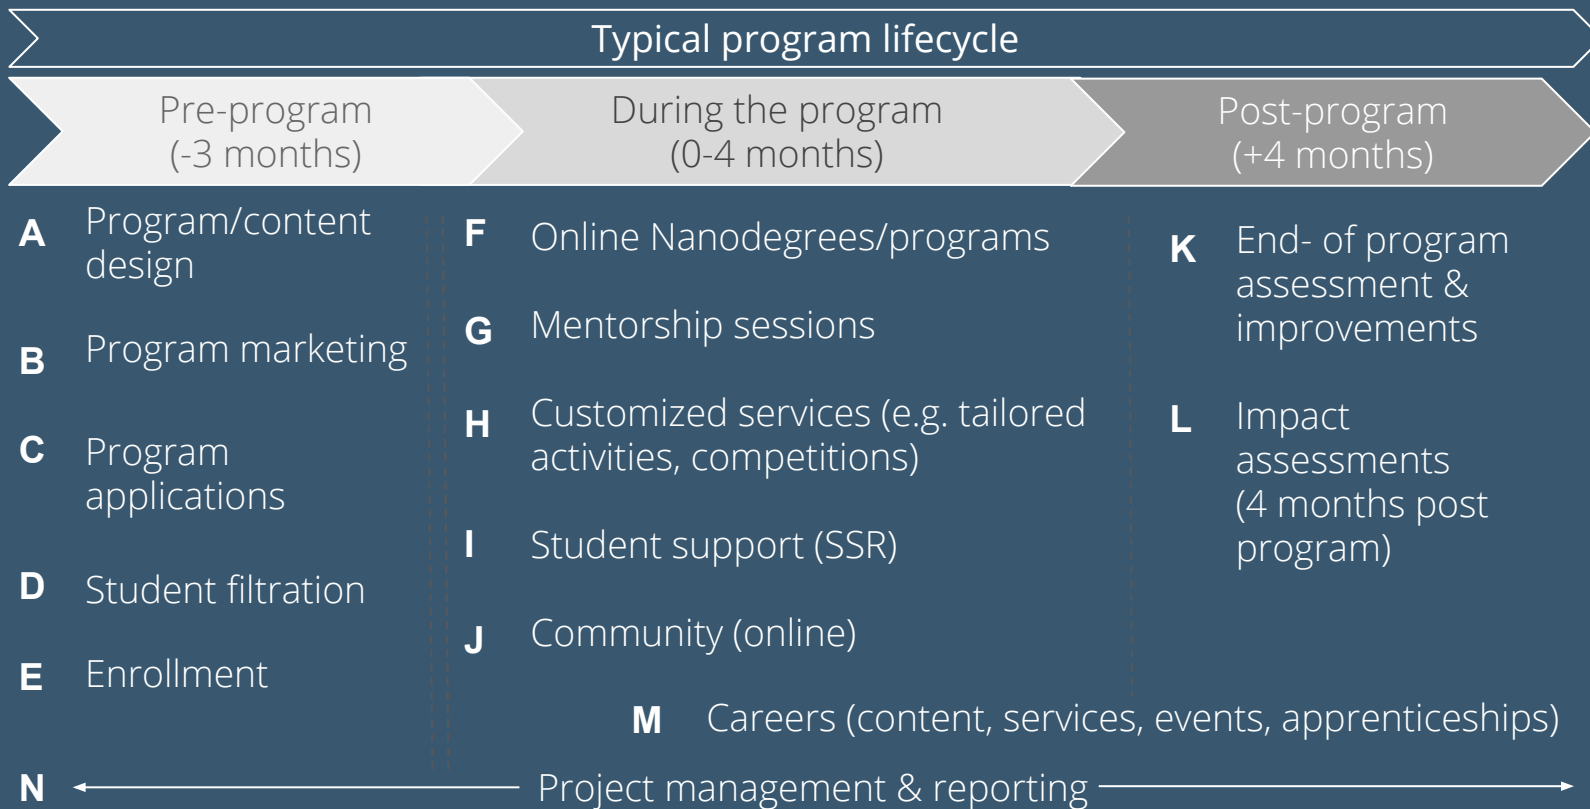 Typical program lifecycle
Pre-program
(-3 months)
During the program
(0-4 months)
Post-program
(+4 months)
A Program/content
design
B Program marketing
C Program
applications
D Student filtration
E Enrollment
F Online Nanodegrees/programs
G Mentorship sessions
H Customized services (e.g. tailored
activities, competitions)
I Student support (SSR)
J Community (online)
K End- of program
assessment &
improvements
L Impact
assessments
(4 months post
program)
M Careers (content, services, events, apprenticeships)
N Project management & reporting